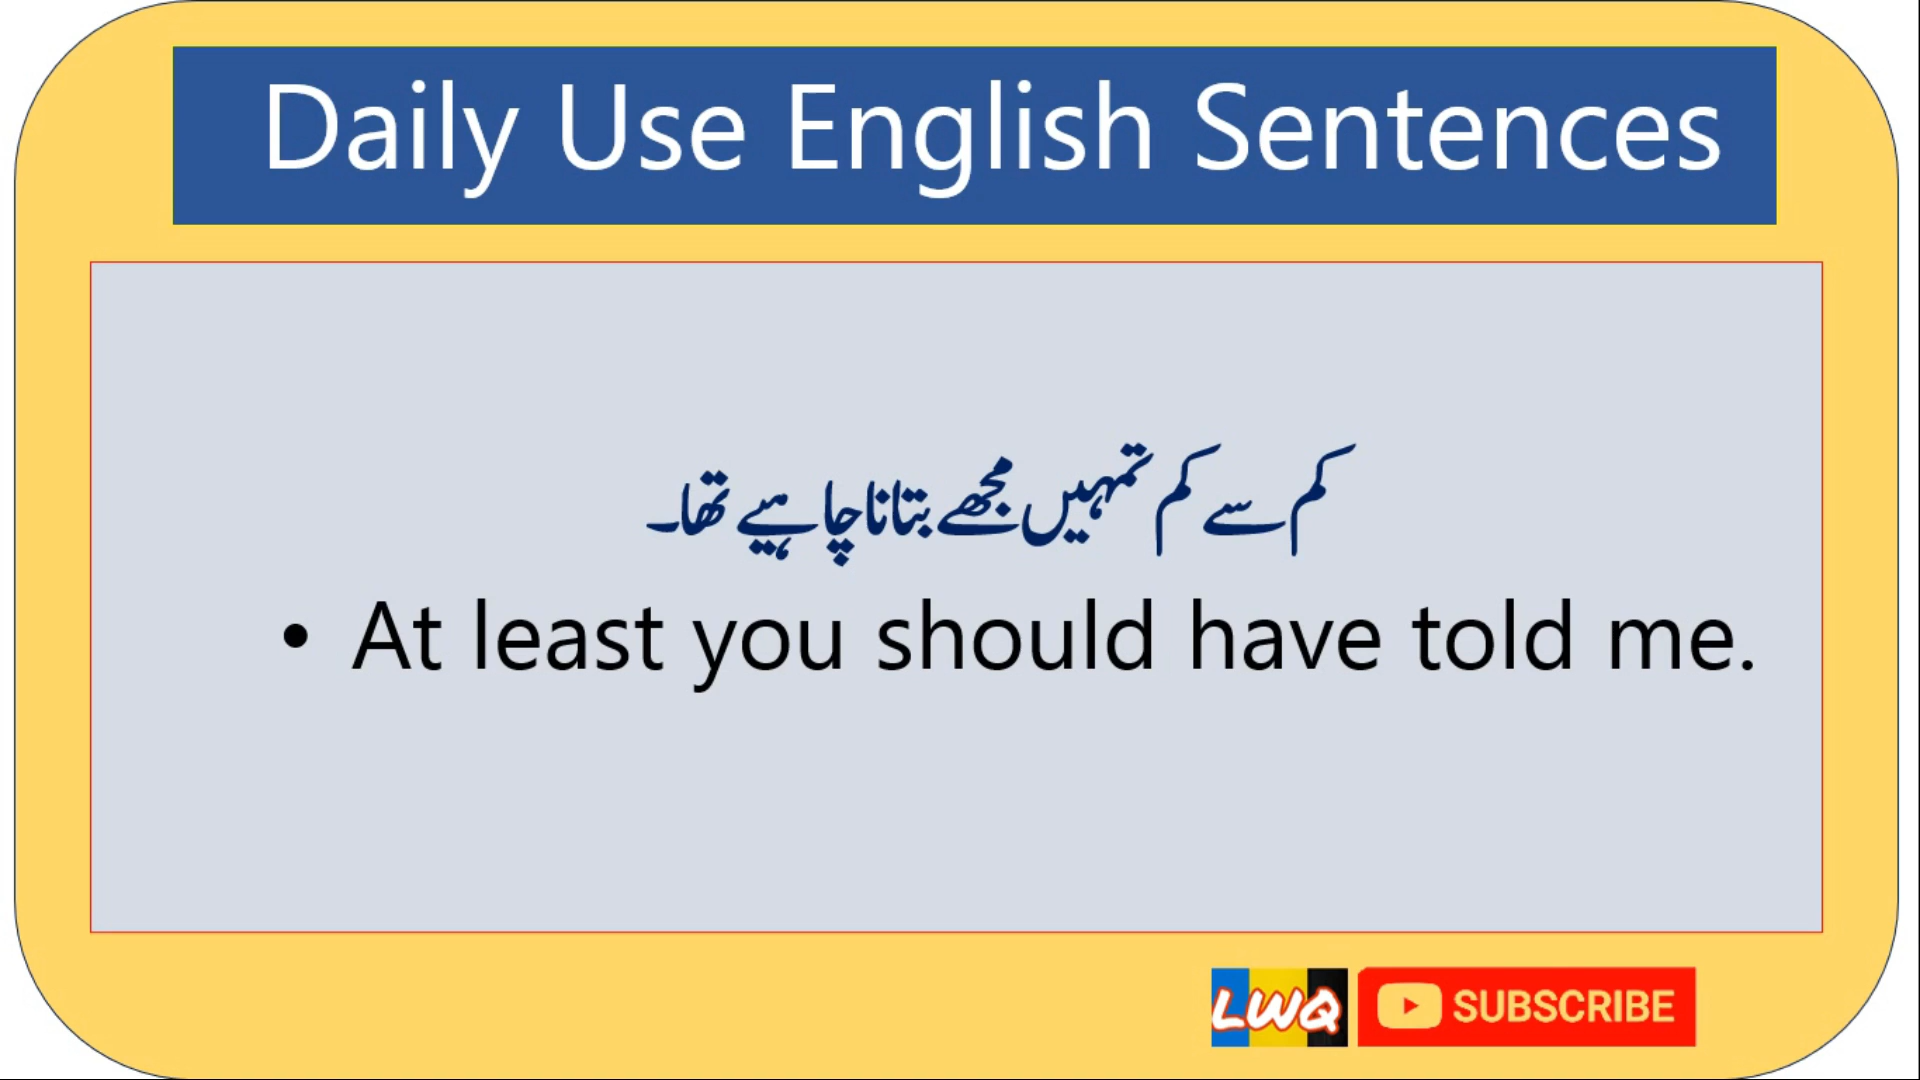 Daily Use English Sentences
کم سے کم تمہیں مجھے بتانا چاہیے تھا۔
• At least you should have told me.
LWQ SUBSCRIBE